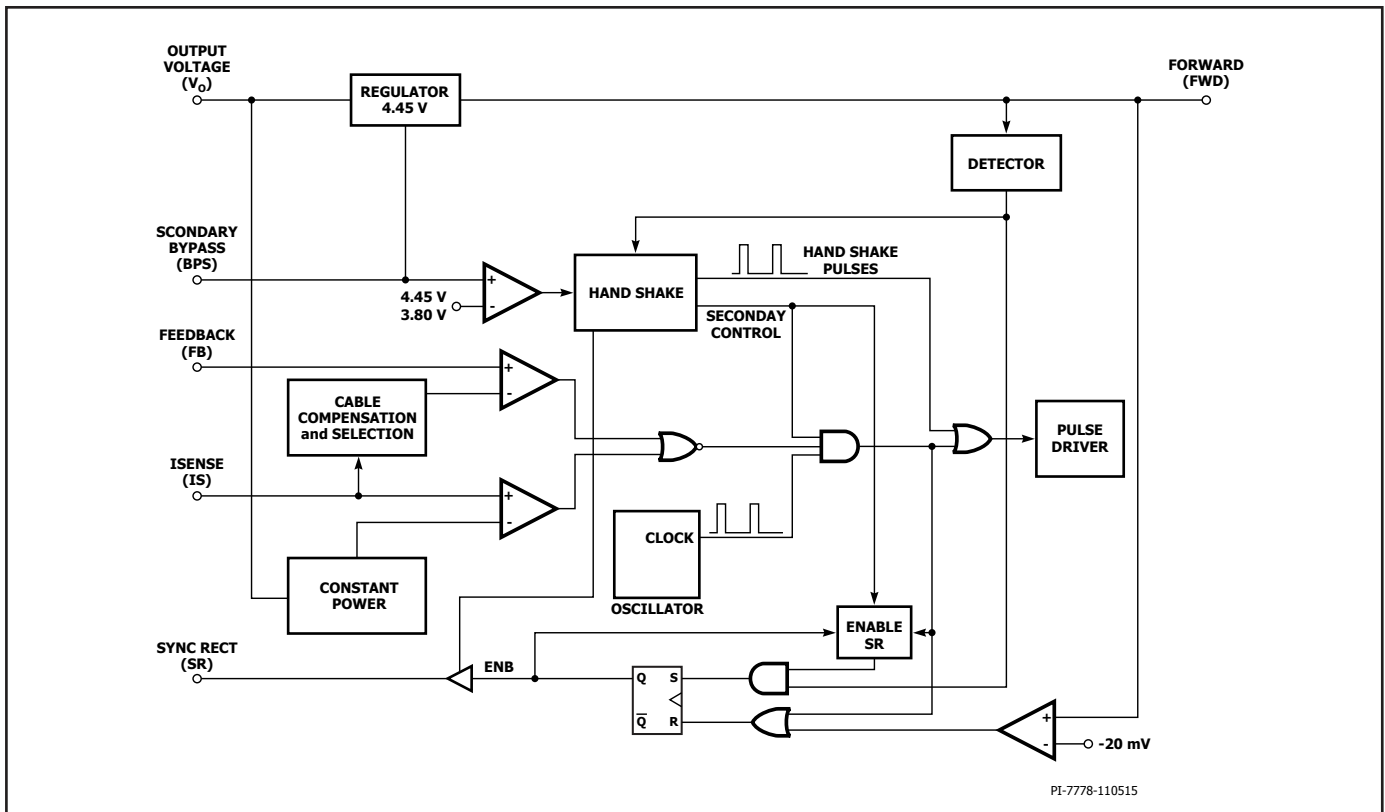 OUTPUT
VOLTAGE
(VO)
REGULATOR
4.45 V
FORWARD
(FWD)
DETECTOR
SCONDARY
BYPASS
(BPS)
+
-
4.45 V
3.80 V
HAND SHAKE
HAND SHAKE
PULSES
SECONDAY
CONTROL
FEEDBACK
(FB)
+
-
CABLE
COMPENSATION
and SELECTION
PULSE
DRIVER
ISENSE
(IS)
+
-
CLOCK
OSCILLATOR
CONSTANT
POWER
ENABLE
SR
SYNC RECT
(SR)
ENB
Q S
Q R
+
-
-20 mV
PI-7778-110515